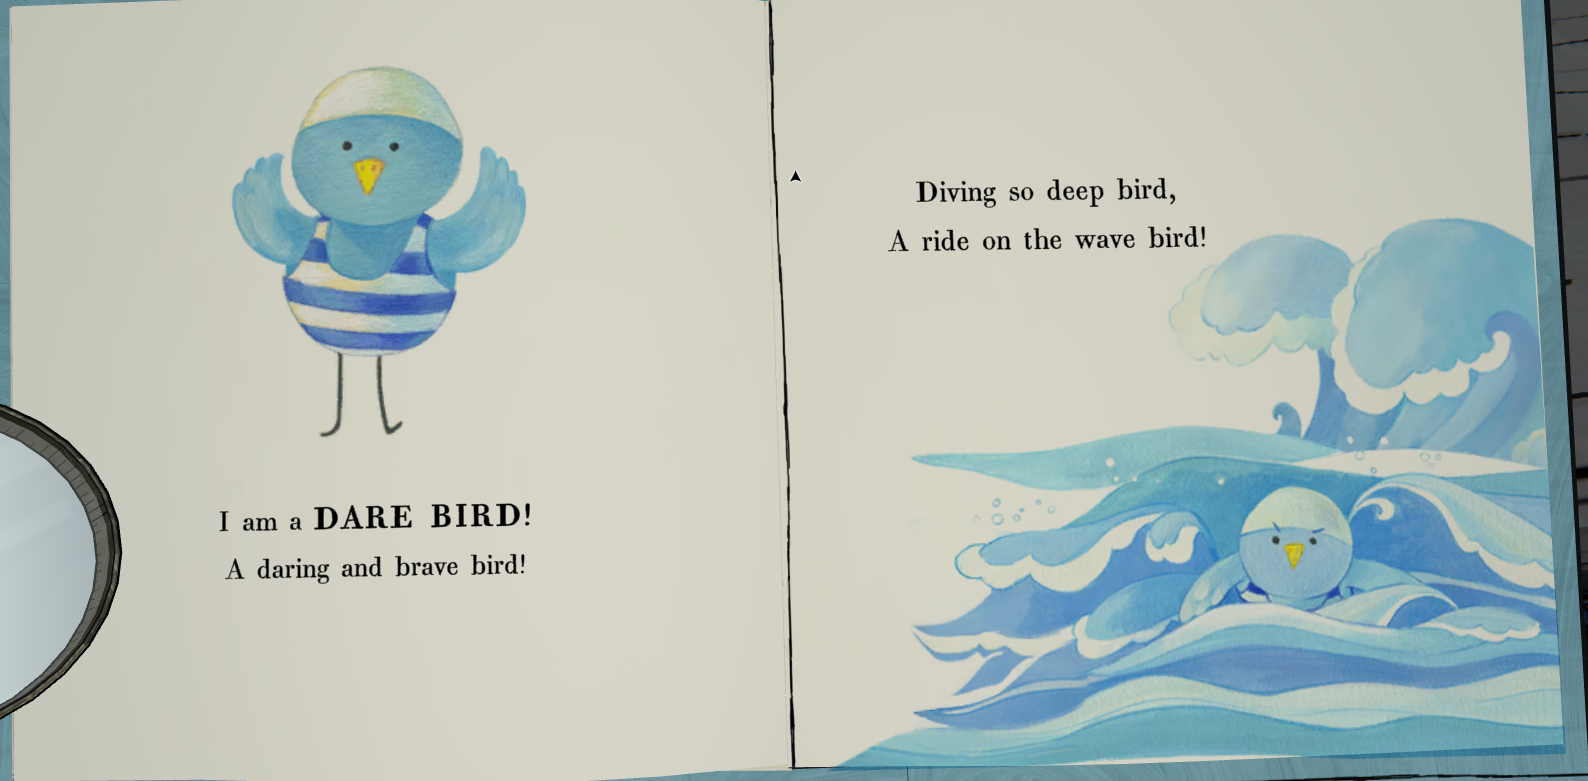 I am a DARE BIRD!
A daring and brave bird!
Diving so deep bird,
A ride on the wave bird!